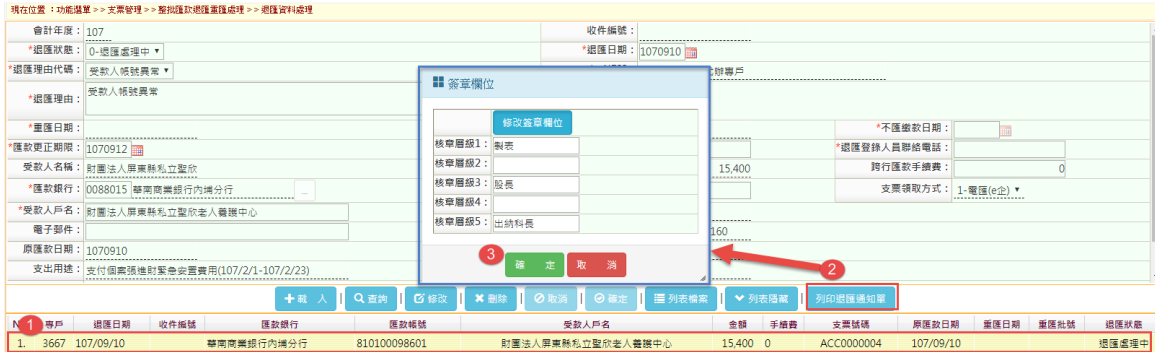 現在位置 ：功能選單 >> 支票管理 >> 整批匯款退匯重匯處理 >> 退匯資料處理
會計年度： 107 收件編號：
*退匯狀態： 0-退匯處理中 *退匯日期： 1070910
*退匯理由代碼： 受款人帳號異常 辦專戶
*退匯理由： 受款人帳號異常
*重匯日期： *不匯繳款日期：
*匯款更正期限： 1070912 *退匯登錄人員聯絡電話：
受款人名稱： 財團法人屏東縣私立聖欣 15,400 跨行匯款手續費： 0
*匯款銀行： 0088015 華南商業銀行內埔分行 ... 支票領取方式： 1-電匯(e企)
*受款人戶名： 財團法人屏東縣私立聖欣老人養護中心
電子郵件： 160
原匯款日期： 1070910
支出用途： 支付個案張進財緊急安置費用(107/2/1-107/2/23)
簽章欄位
修改簽章欄位
核章層級1： 製表
核章層級2：
核章層級3： 股長
核章層級4：
核章層級5： 出納科長
3 確 定 取 消
2
載 入 查詢 修改 刪除 取消 確定 列表檔案 列表隱藏 列印退匯通知單
1
專戶 退匯日期 收件編號 匯款銀行 匯款帳號 受款人戶名 金額 手續費 支票號碼 原匯款日期 重匯日期 重匯批號 退匯狀態
1. 3667 107/09/10 華南商業銀行內埔分行 810100098601 財團法人屏東縣私立聖欣老人養護中心 15,400 0 ACC0000004 107/09/10 退匯處理中